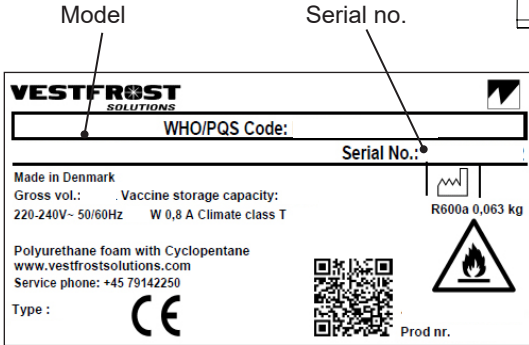 Model
Serial no.
VESTFROST
SOLUTIONS
WHO/PQS Code:
Serial No.:
Made in Denmark
Gross vol.: Vaccine storage capacity:
220-240V~ 50/60Hz W 0,8 A Climate class T
R600a 0,063 kg
Polyurethane foam with Cyclopentane
www.vestfrostsolutions.com
Service phone: +45 79142250
Type :
CE
Prod nr.